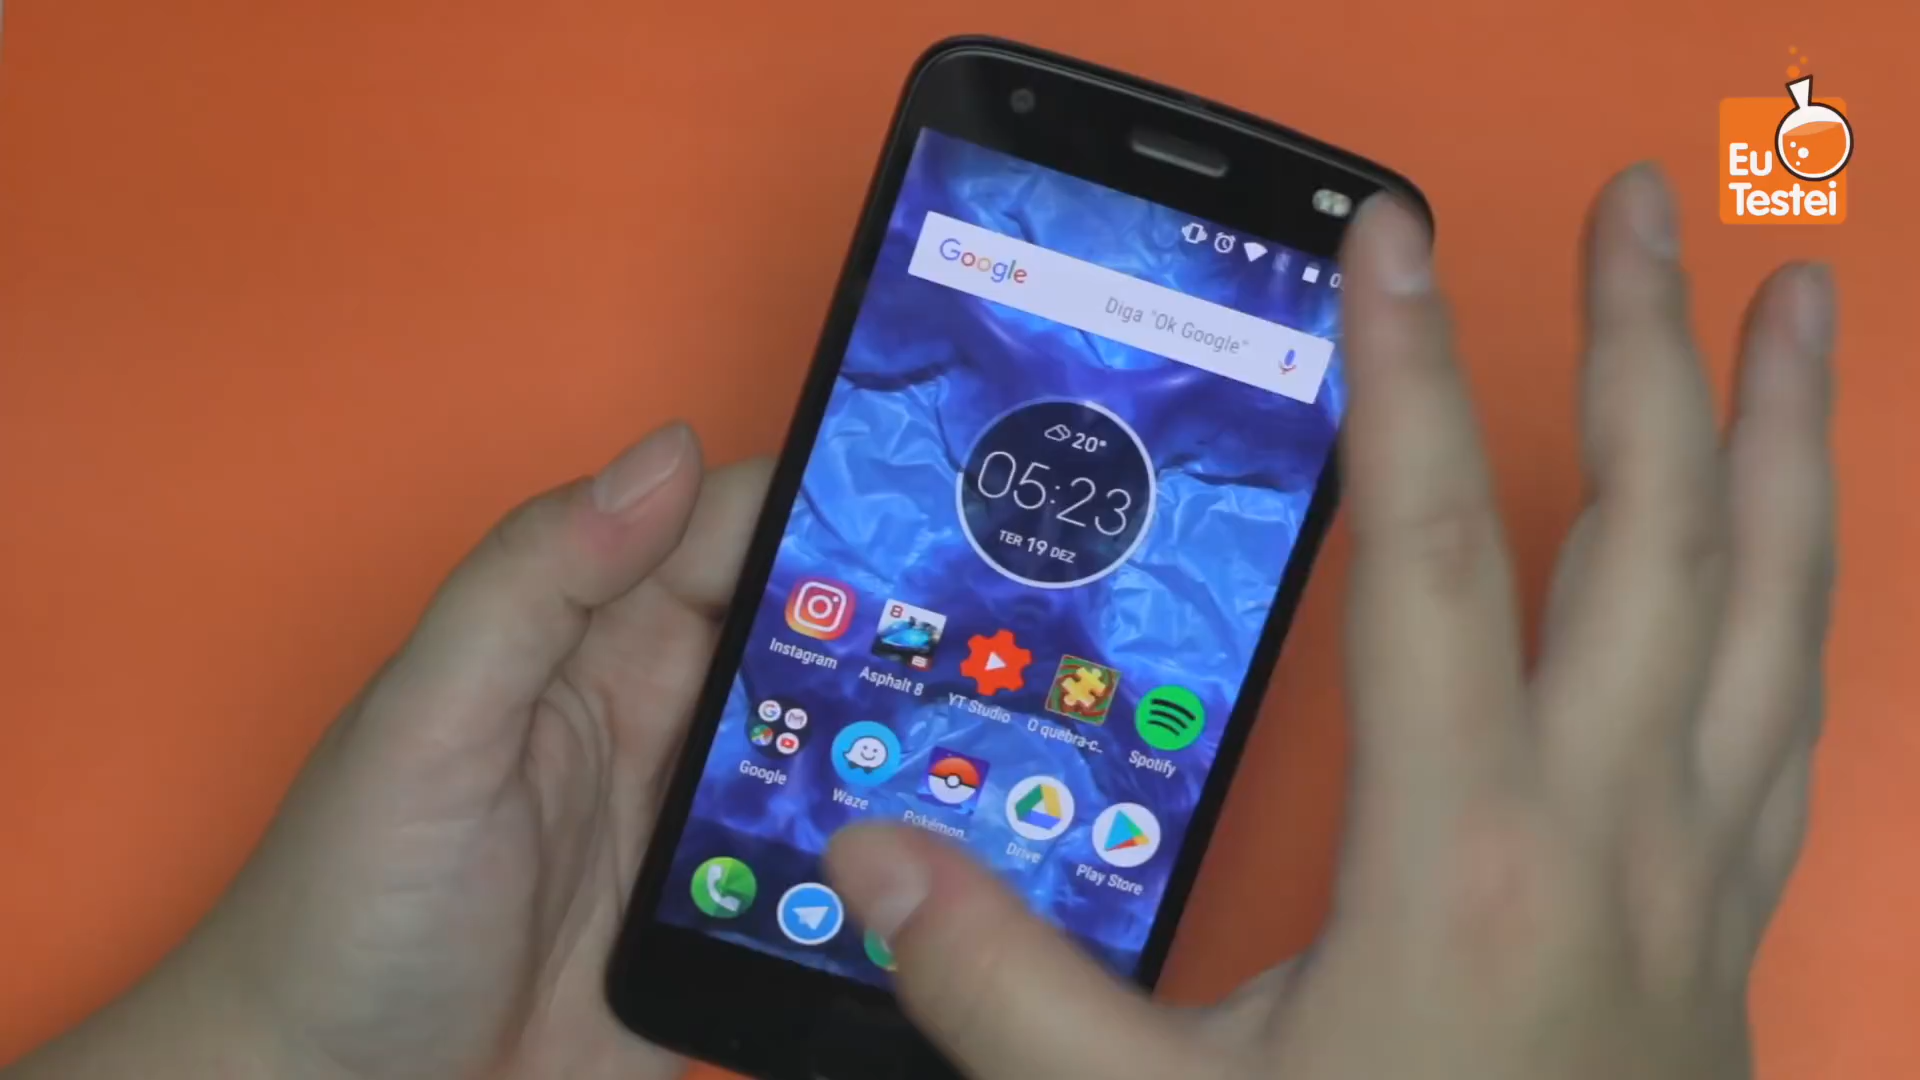 Eu
Testei
Google
Diga "Ok Google"
20°
05:23
TER 19 DEZ
Instagram
8
Asphalt 8
YT Studio
O quebra-c...
Spotify
Google
Waze
Pokémon...
Drive
Play Store